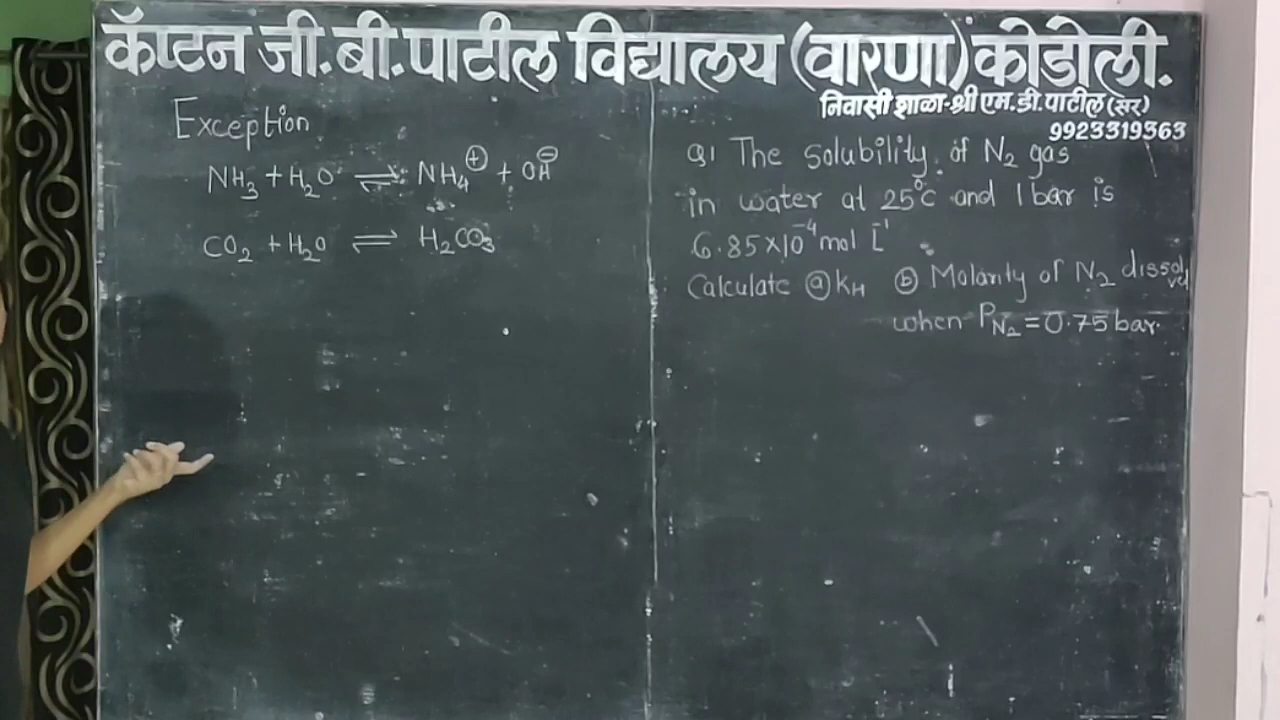 कॅप्टन जी.बी.पाटील विद्यालय (वारणा) कोडोली.
निवासी शाळा-श्री एम.डी.पाटील (सर)
9923319363
Exception
NH₃ + H₂O ⇌ NH₄⊕ + OH⊖
CO₂ + H₂O ⇌ H₂CO₃
Q1 The solubility of N₂ gas
in water at 25°c and 1 bar is
6.85×10⁻⁴ mol L⁻¹
Calculate ⓐ KH ⓑ Molarity of N₂ dissolved
when P_N₂ = 0.75 bar.